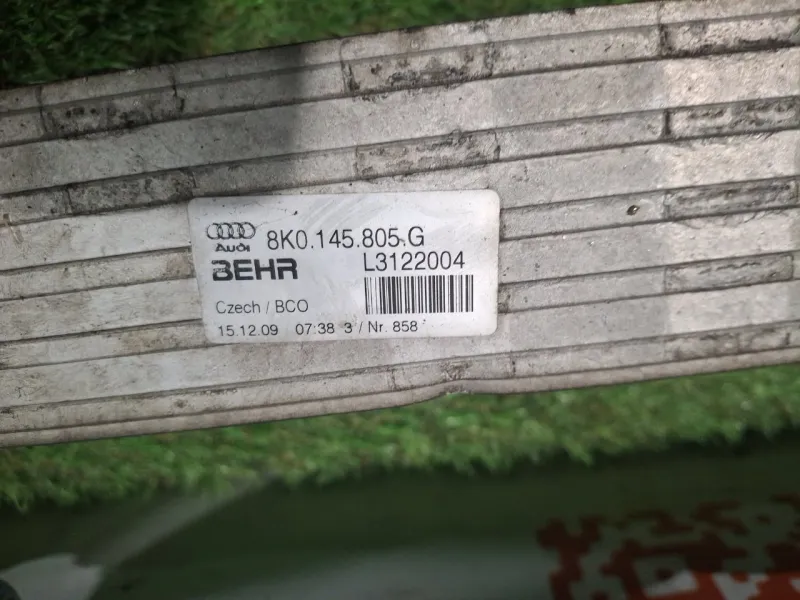 Audi 8K0.145.805.G
BEHR L3122004
Czech / BCO
15.12.09 07:38 3 / Nr. 858